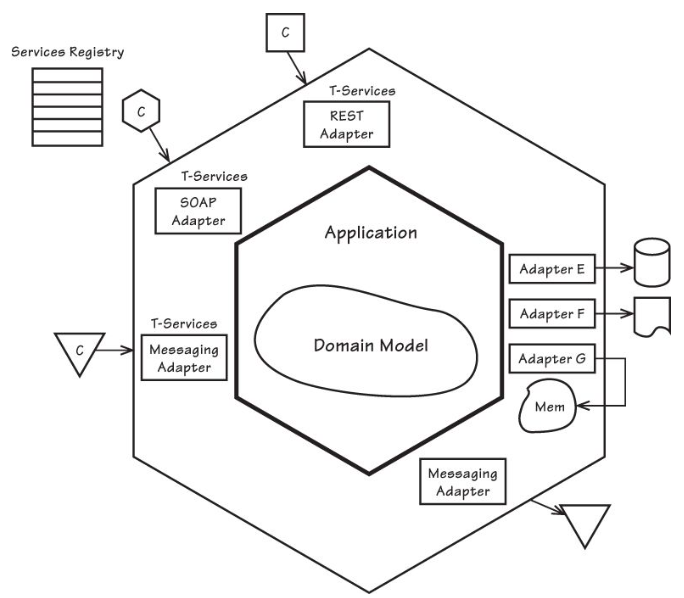 C
Services Registry
T-Services
REST
Adapter
C
T-Services
SOAP
Adapter
Application
Adapter E
Adapter F
T-Services
Messaging
Adapter
C
Domain Model
Adapter G
Mem
Messaging
Adapter